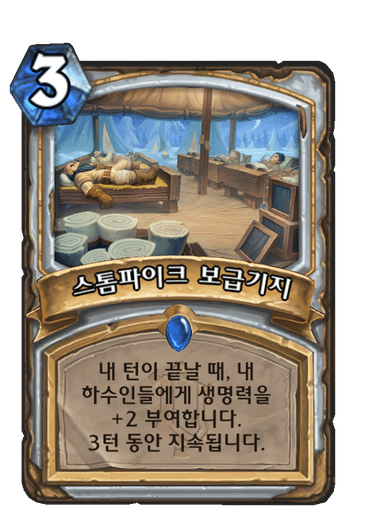 3
스톰파이크 보급기지
내 턴이 끝날 때, 내
하수인들에게 생명력을
+2 부여합니다.
3턴 동안 지속됩니다.